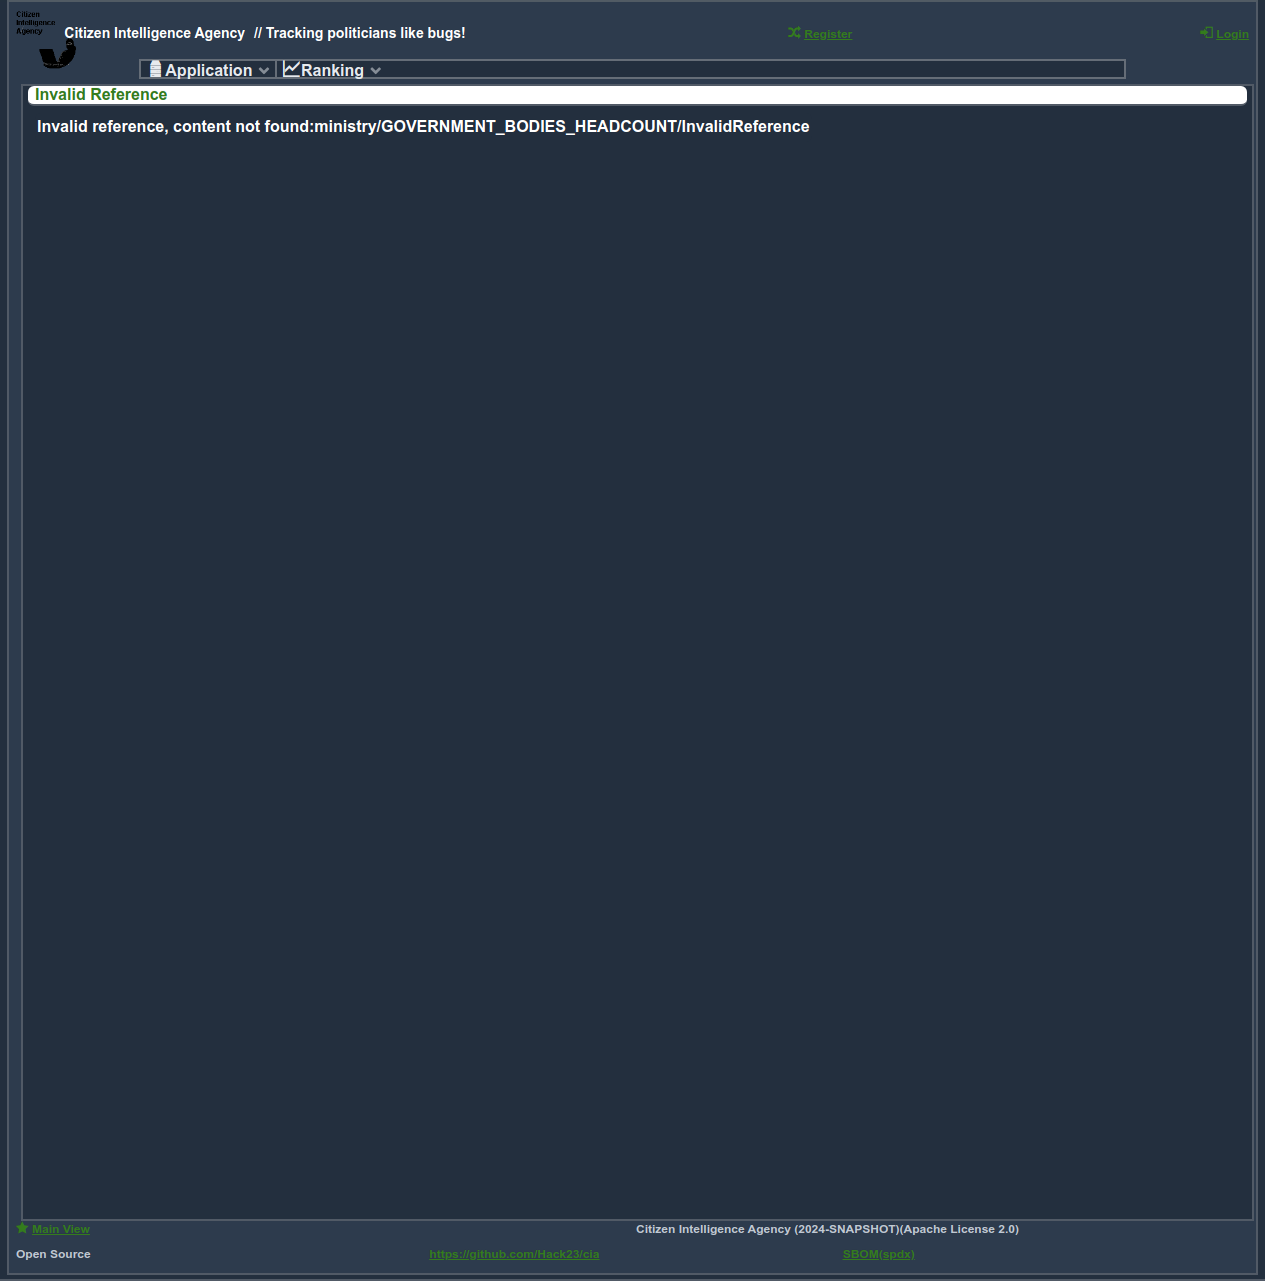 Citizen
Intelligence
Agency
Citizen Intelligence Agency // Tracking politicians like bugs!
Register
Login
Application
Ranking
Invalid Reference
Invalid reference, content not found:ministry/GOVERNMENT_BODIES_HEADCOUNT/InvalidReference
Main View
Citizen Intelligence Agency (2024-SNAPSHOT)(Apache License 2.0)
Open Source
https://github.com/Hack23/cia
SBOM(spdx)